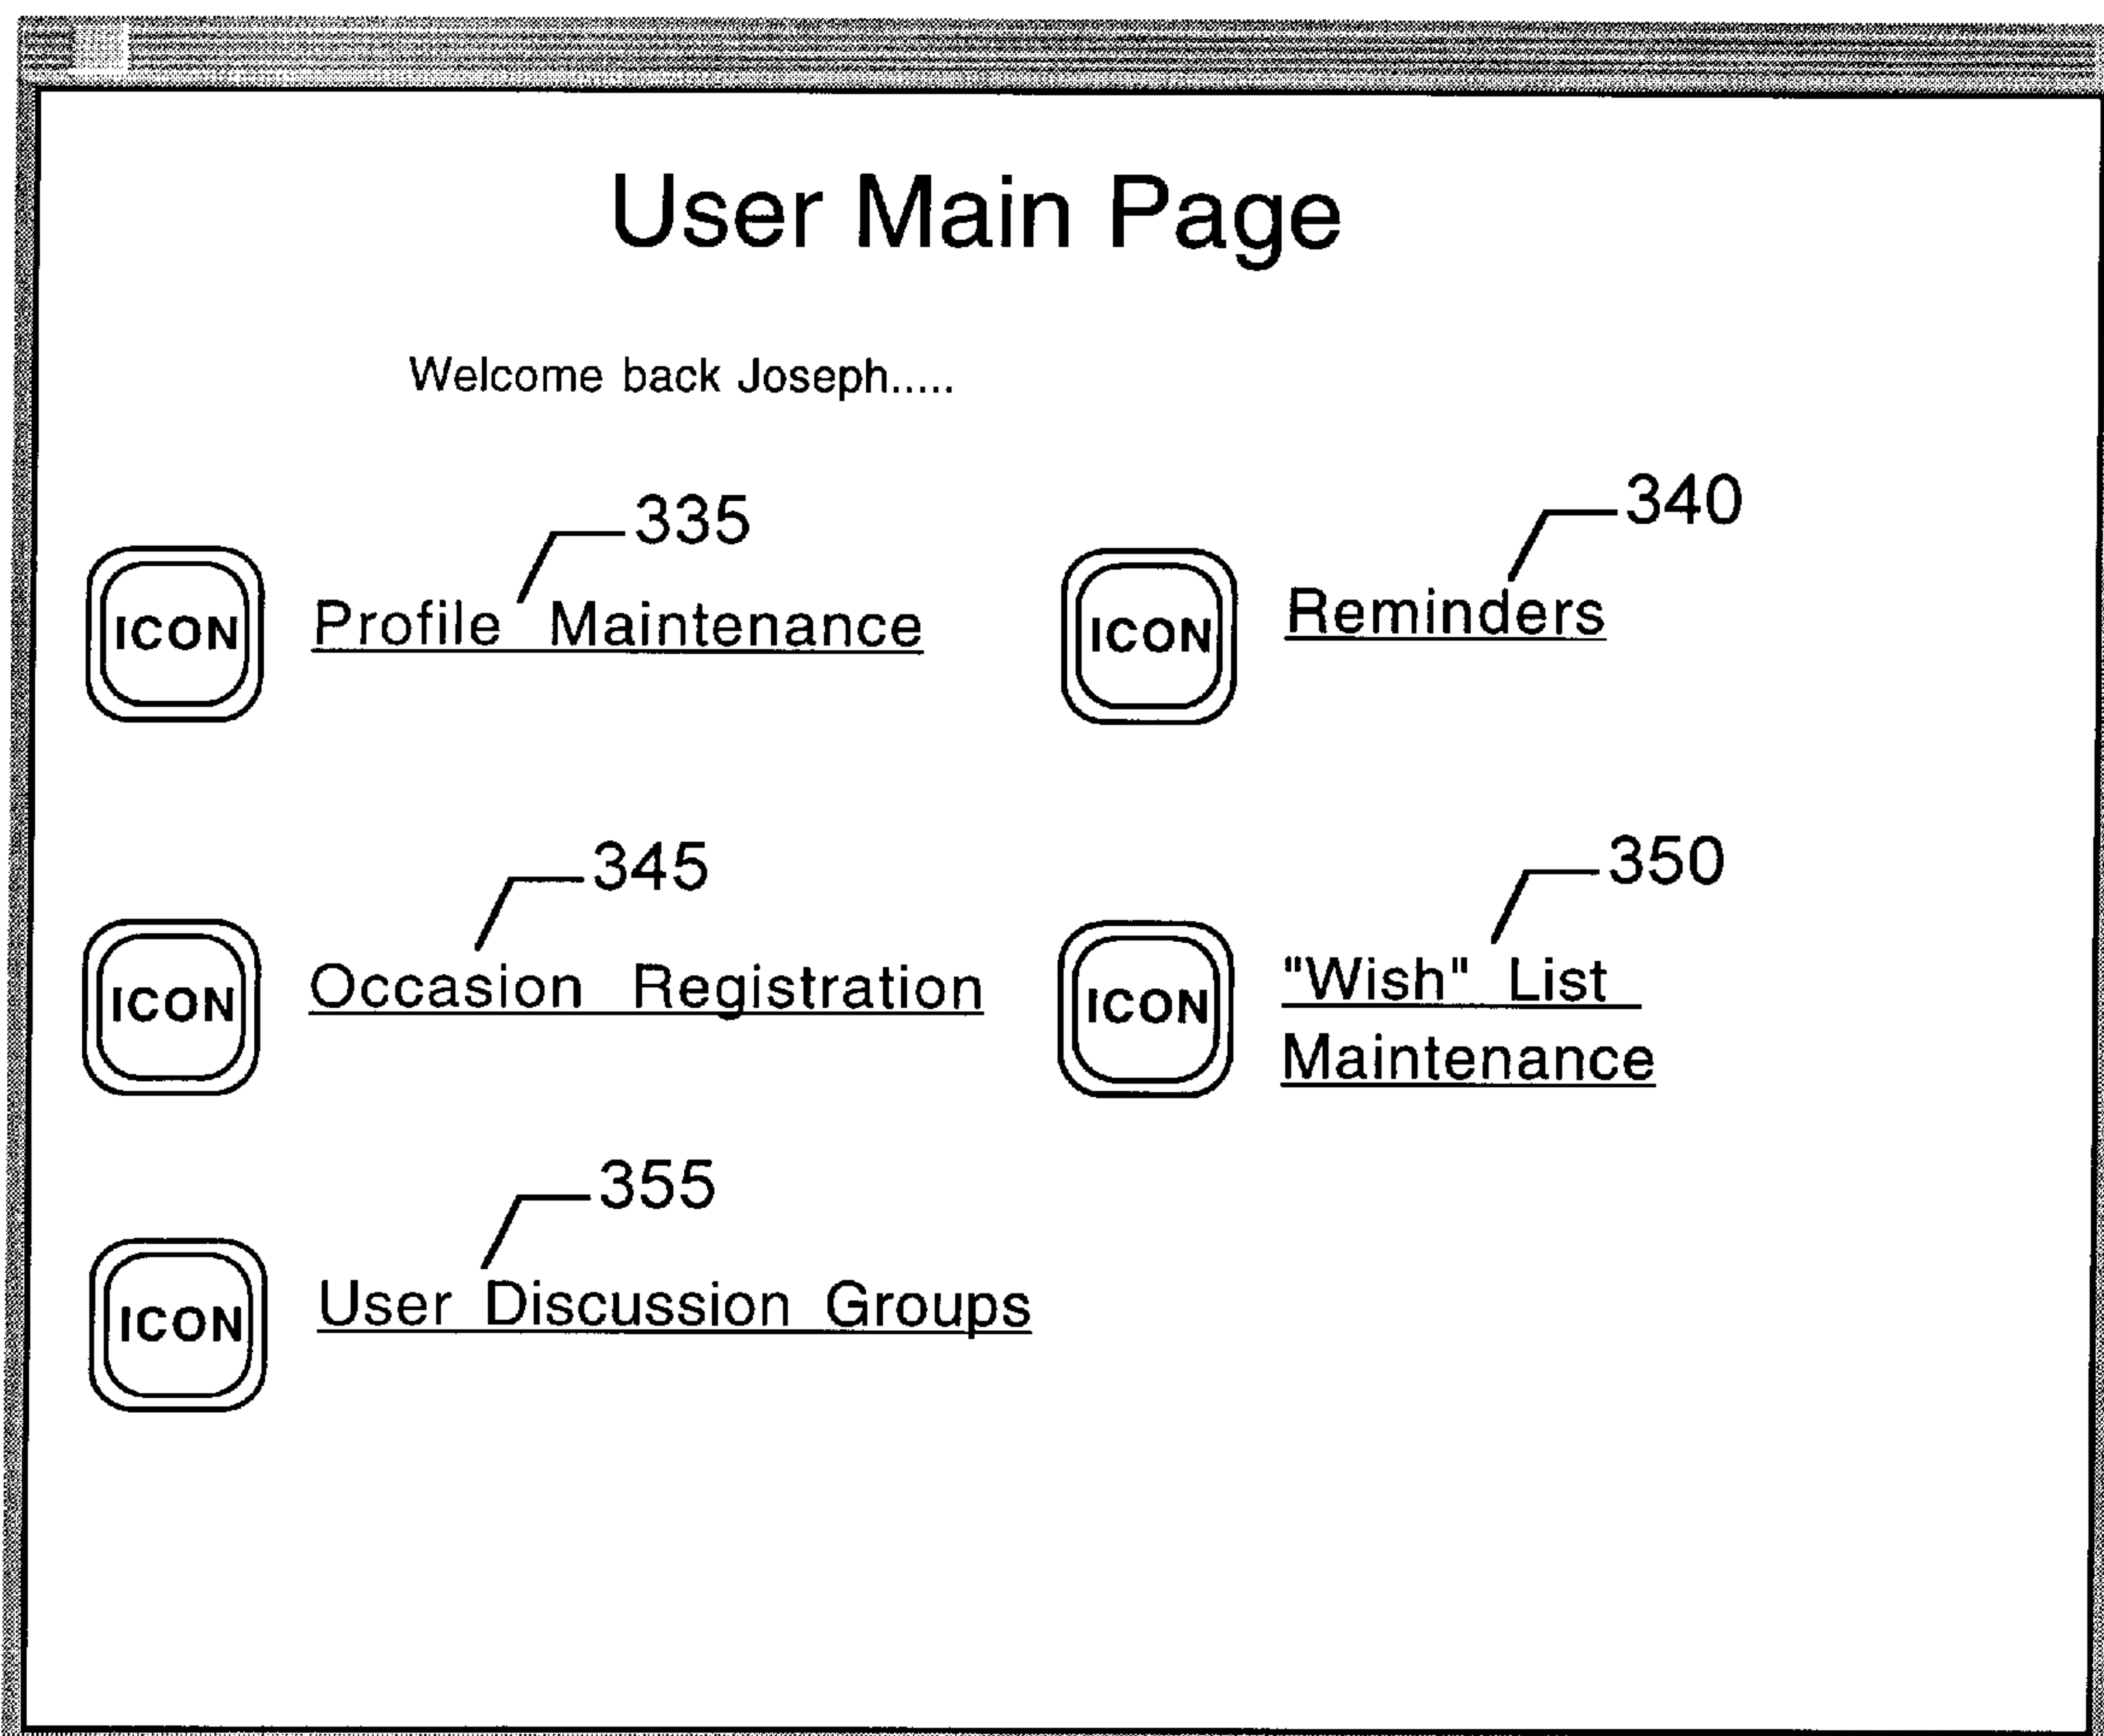 User Main Page
Welcome back Joseph.....
335
340
ICON Profile Maintenance
ICON Reminders
345
350
ICON Occasion Registration
ICON "Wish" List
Maintenance
355
ICON User Discussion Groups